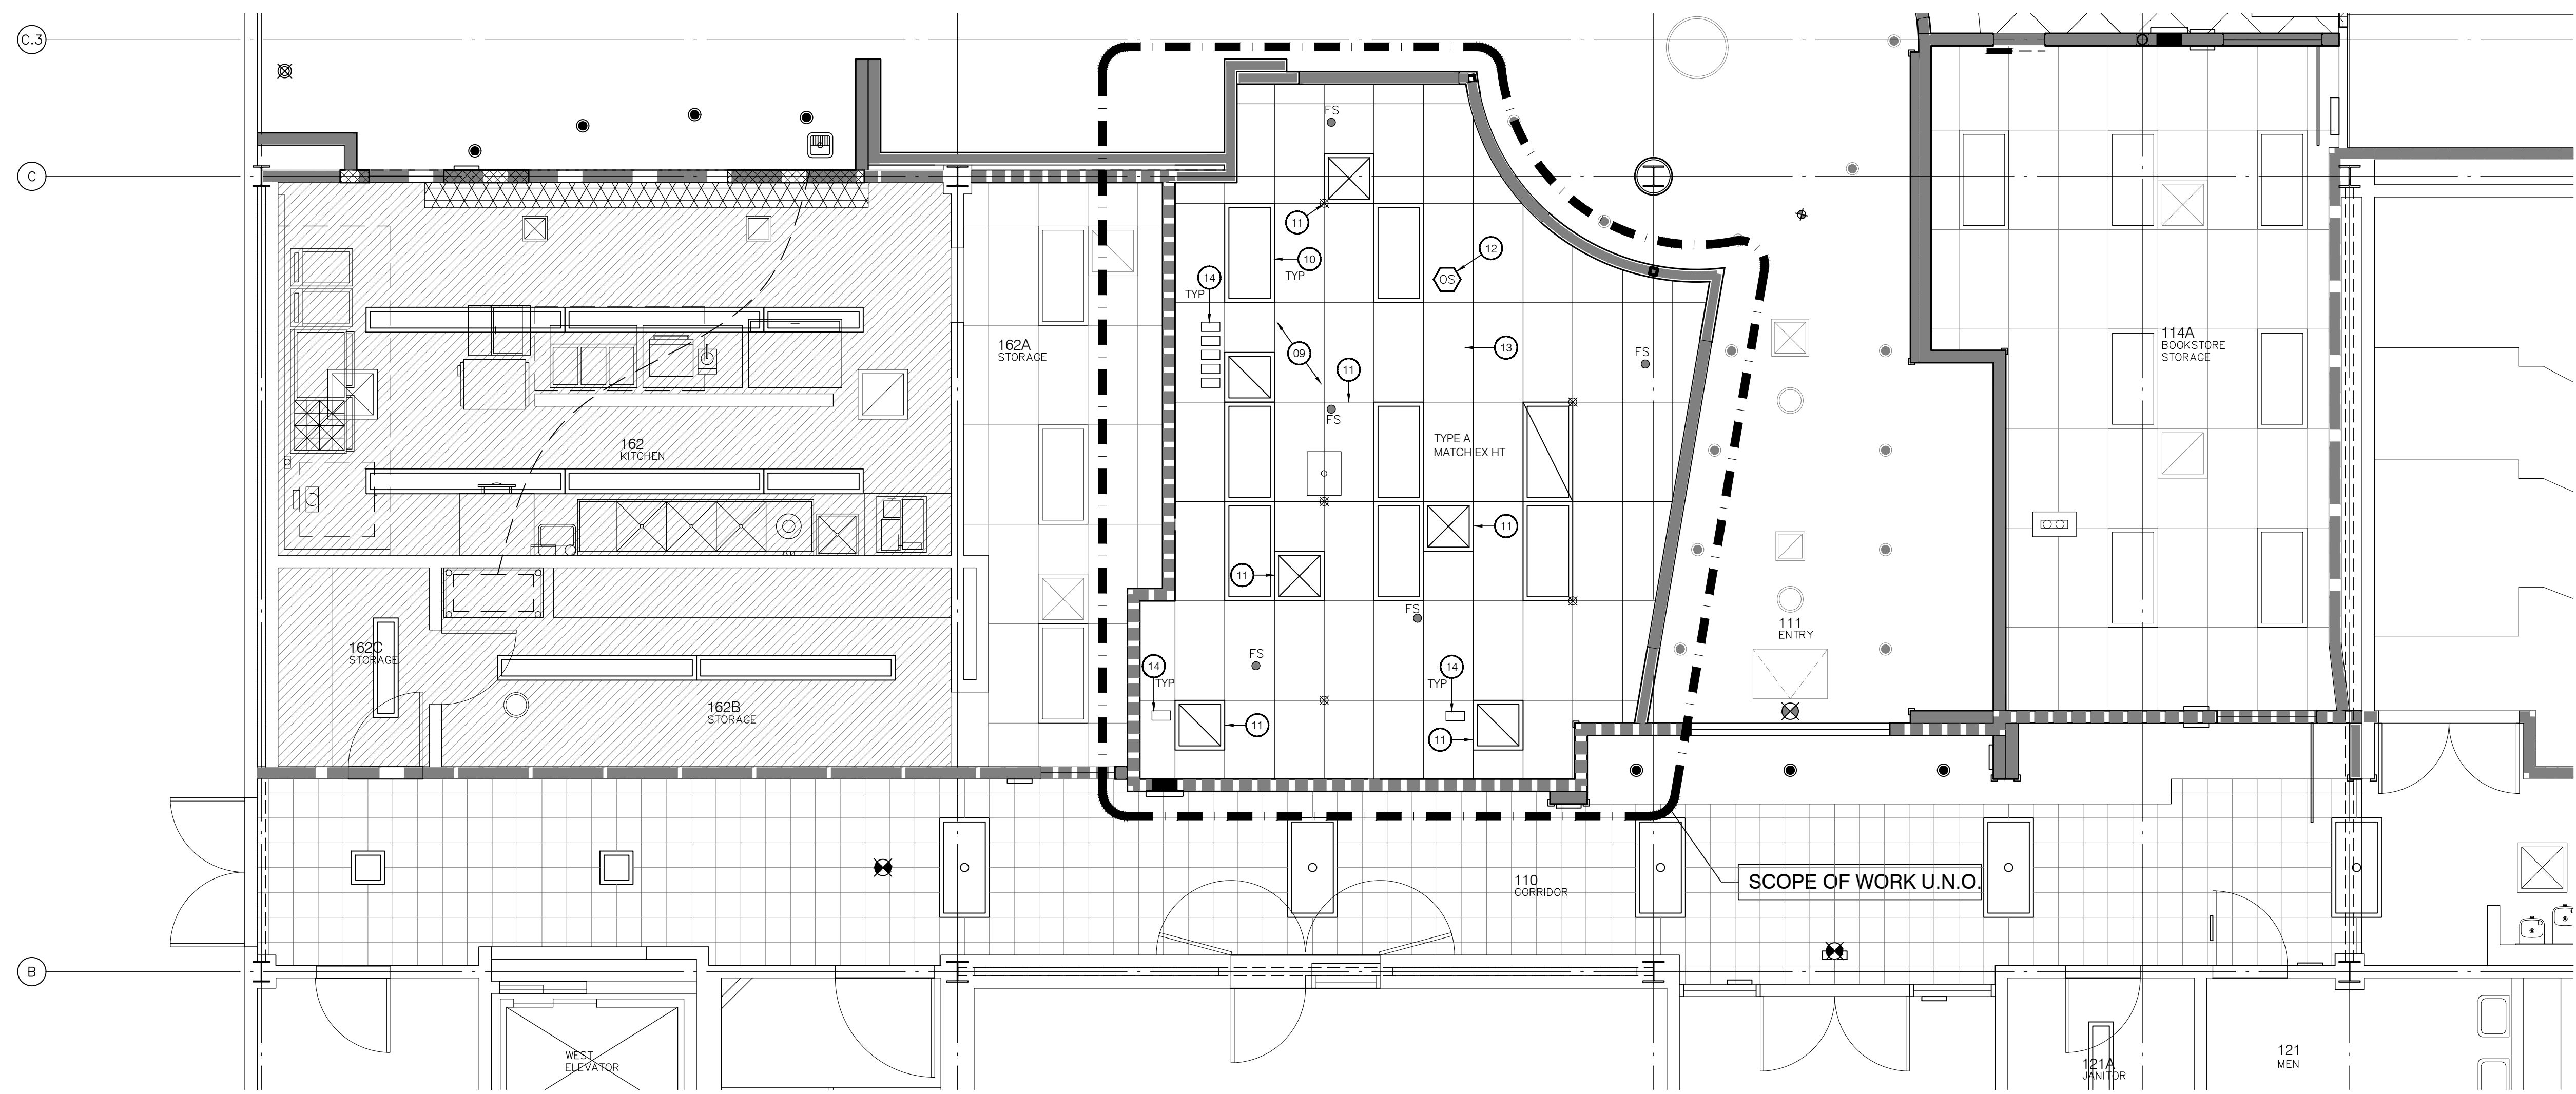 C.3
C
FS
11
10
TYP
12
OS
14
TYP
09
13
11
FS
FS
162A
STORAGE
114A
BOOKSTORE
STORAGE
162
KITCHEN
TYPE A
MATCH EX HT
11
11
FS
FS
14
TYP
14
TYP
11
11
162C
STORAGE
162B
STORAGE
111
ENTRY
110
CORRIDOR
SCOPE OF WORK U.N.O.
B
WEST
ELEVATOR
121A
JANITOR
121
MEN